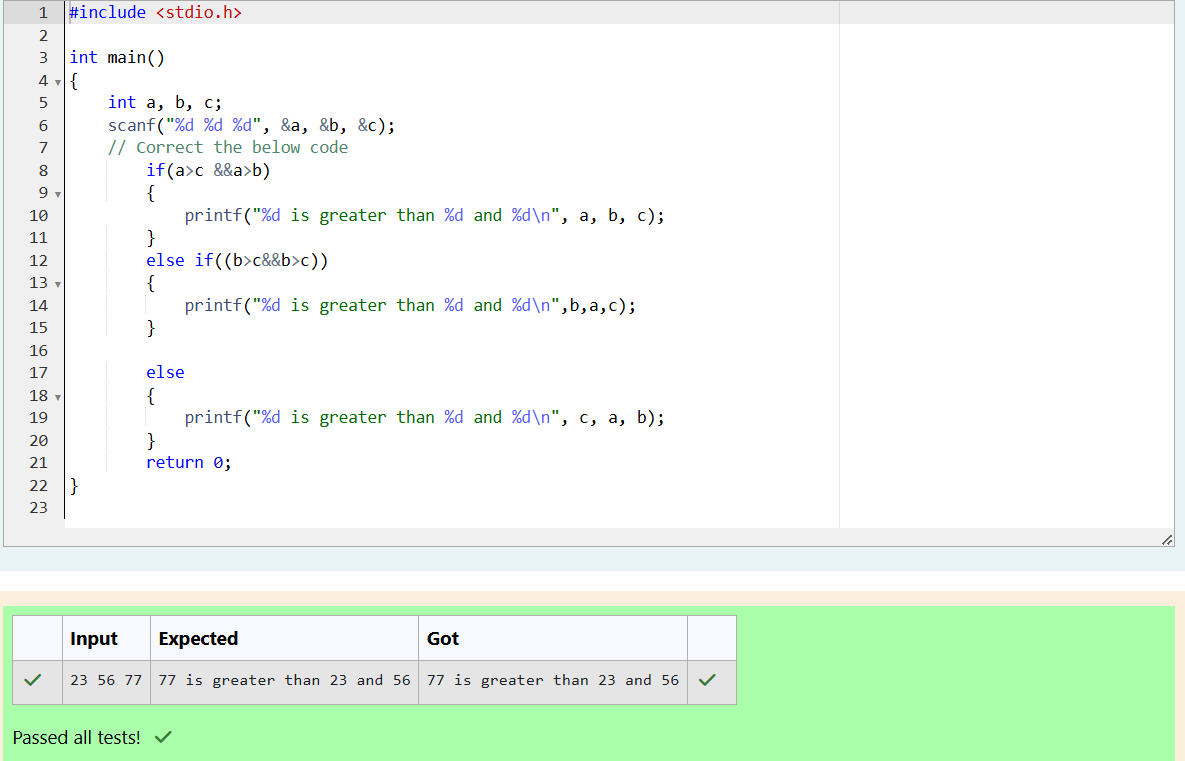 1 #include <stdio.h>
2
3 int main()
4 {
5     int a, b, c;
6     scanf("%d %d %d", &a, &b, &c);
7     // Correct the below code
8         if(a>c &&a>b)
9         {
10             printf("%d is greater than %d and %d\n", a, b, c);
11         }
12         else if((b>c&&b>c))
13         {
14             printf("%d is greater than %d and %d\n",b,a,c);
15         }
16
17         else
18         {
19             printf("%d is greater than %d and %d\n", c, a, b);
20         }
21         return 0;
22 }
23
Input Expected Got
23 56 77 77 is greater than 23 and 56 77 is greater than 23 and 56
Passed all tests!